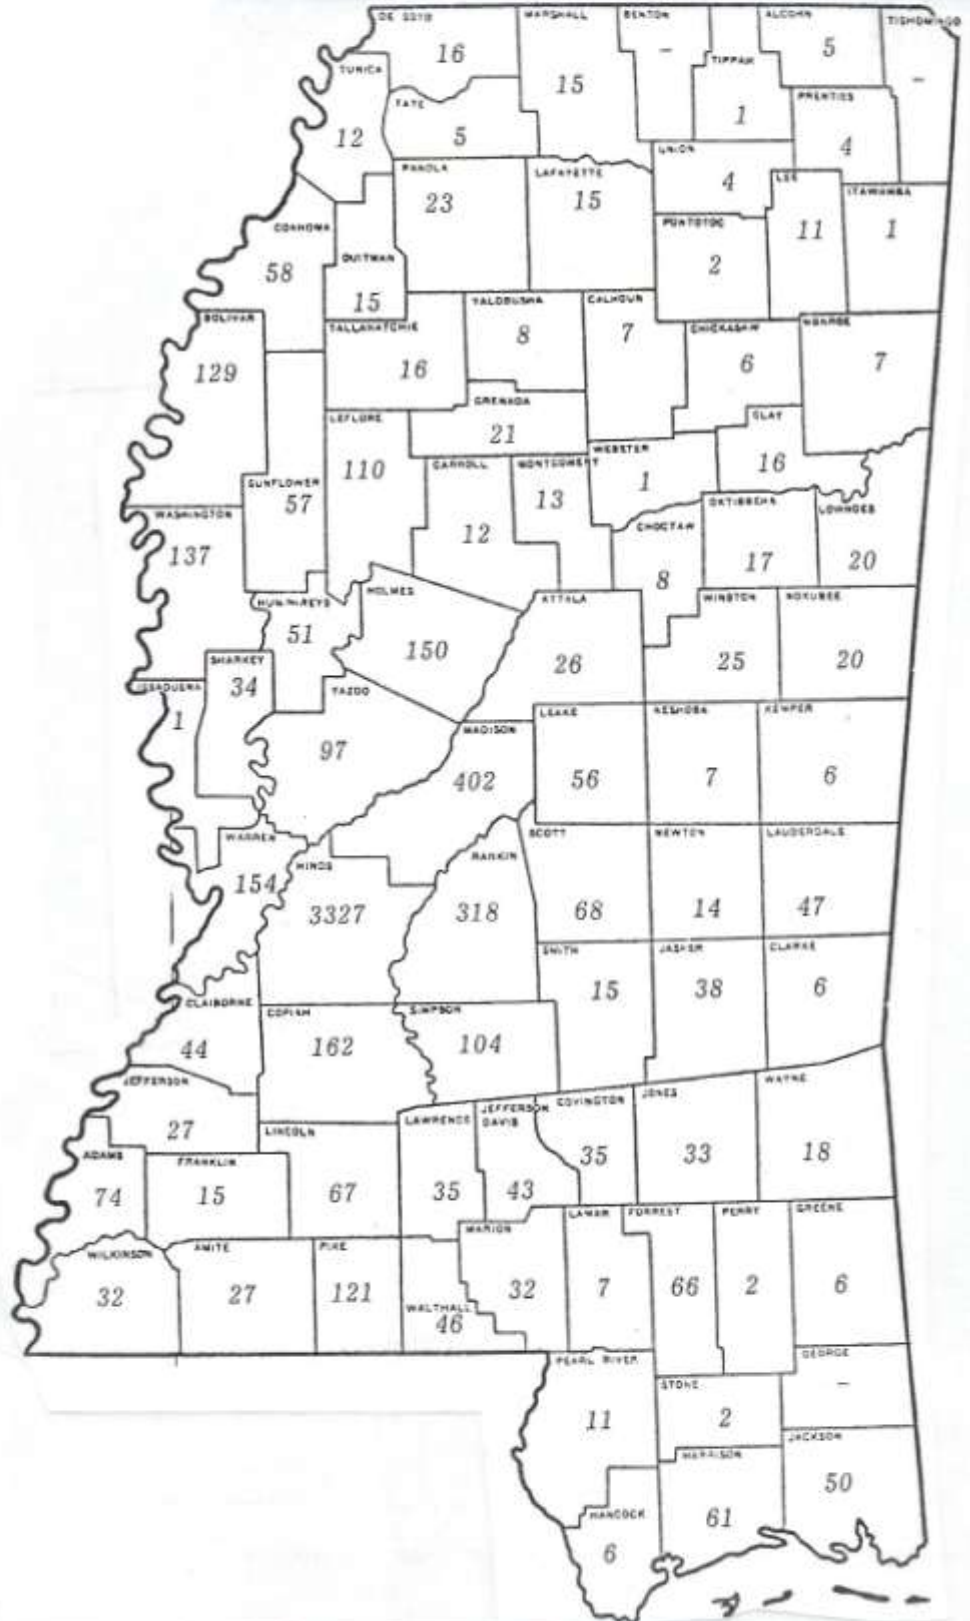 DE SOTO
16
MARSHALL
15
BENTON
-
TIPPAH
1
ALCORN
5
TISHOMINGO
-
TUNICA
12
TATE
5
PRENTISS
4
UNION
4
LEE
11
ITAWAMBA
1
PANOLA
23
LAFAYETTE
15
PONTOTOC
2
COAHOMA
58
QUITMAN
15
BOLIVAR
129
TALLAHATCHIE
16
YALOBUSHA
8
CALHOUN
7
CHICKASAW
6
MONROE
7
GRENADA
21
CLAY
16
LEFLORE
110
SUNFLOWER
57
CARROLL
12
MONTGOMERY
13
WEBSTER
1
CHOCTAW
8
OKTIBBEHA
17
LOWNDES
20
WASHINGTON
137
HUMPHREYS
51
HOLMES
150
ATTALA
26
WINSTON
25
NOXUBEE
20
SHARKEY
34
ISSAQUENA
1
YAZOO
97
MADISON
402
LEAKE
56
NESHOBA
7
KEMPER
6
WARREN
154
HINDS
3327
RANKIN
318
SCOTT
68
NEWTON
14
LAUDERDALE
47
SMITH
15
JASPER
38
CLARKE
6
CLAIBORNE
44
COPIAH
162
SIMPSON
104
JEFFERSON
27
LINCOLN
67
LAWRENCE
35
JEFFERSON
DAVIS
43
COVINGTON
35
JONES
33
WAYNE
18
ADAMS
74
FRANKLIN
15
WILKINSON
32
AMITE
27
PIKE
121
WALTHALL
46
MARION
32
LAMAR
7
FORREST
66
PERRY
2
GREENE
6
PEARL RIVER
11
STONE
2
GEORGE
-
HANCOCK
6
HARRISON
61
JACKSON
50